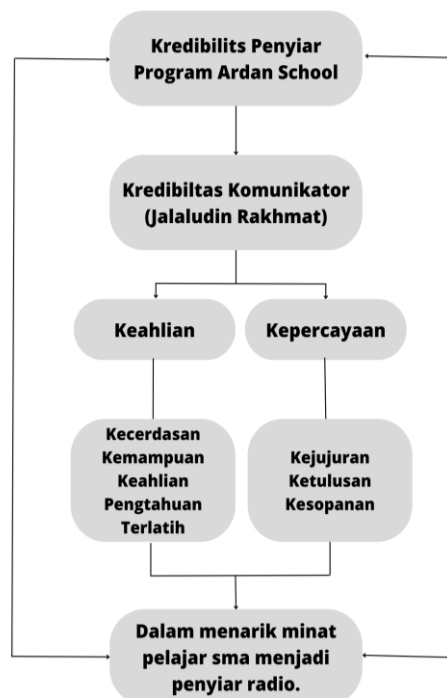 Kredibilits Penyiar
Program Ardan School
Kredibiltas Komunikator
(Jalaludin Rakhmat)
Keahlian
Kepercayaan
Kecerdasan
Kemampuan
Keahlian
Pengtahuan
Terlatih
Kejujuran
Ketulusan
Kesopanan
Dalam menarik minat
pelajar sma menjadi
penyiar radio.